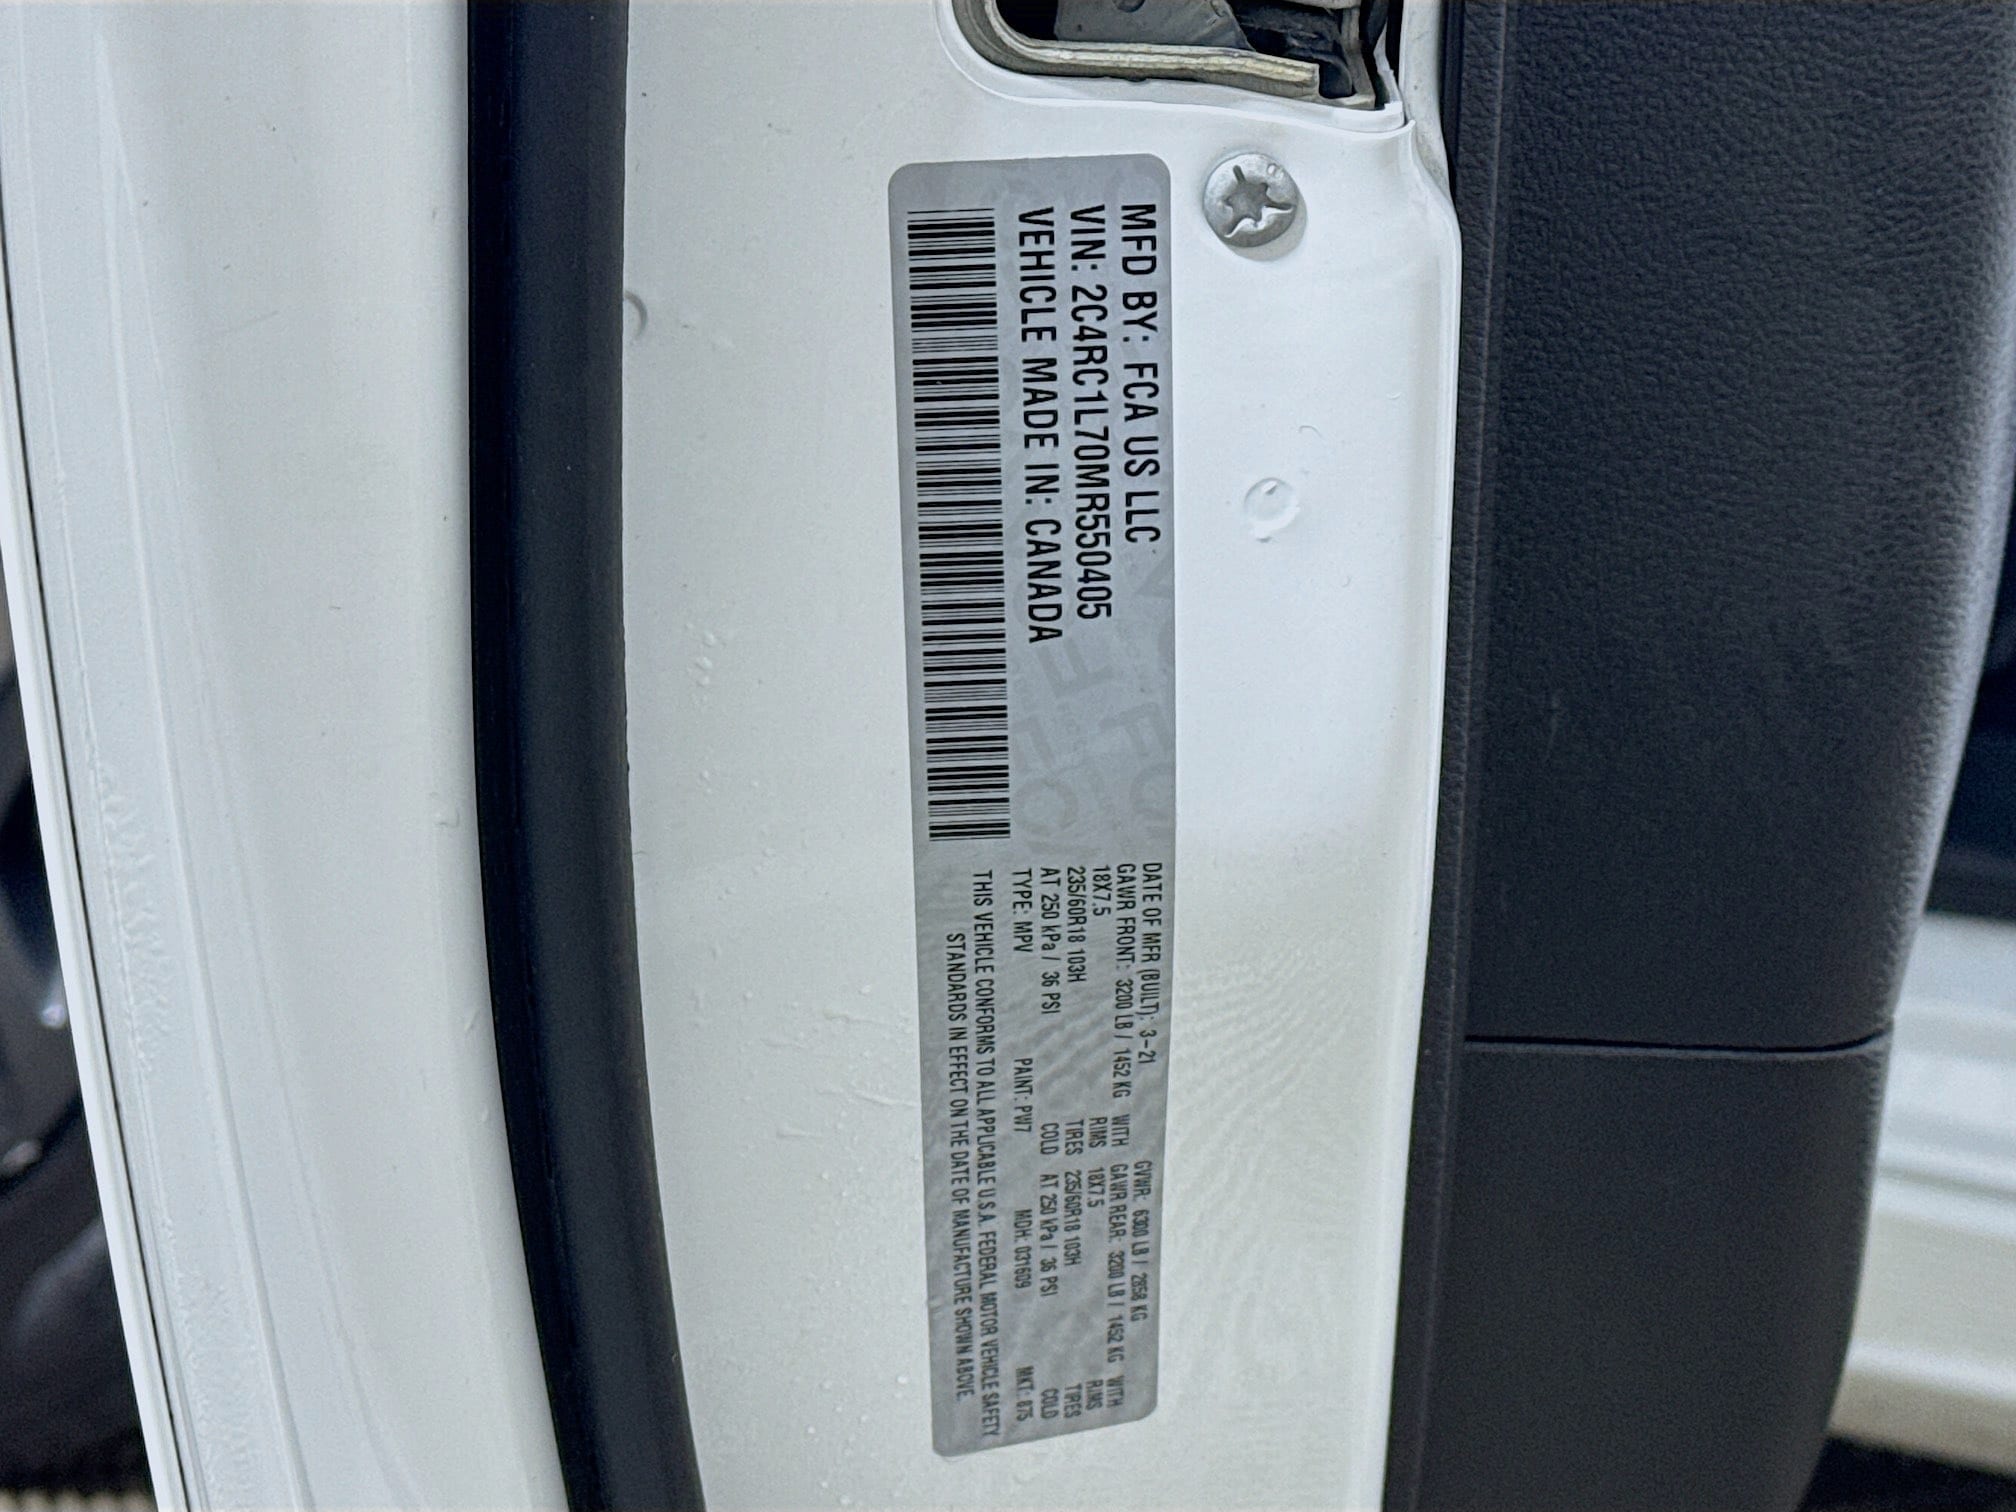 MFD BY: FCA US LLC
VIN: 2C4RC1L70MR550405
VEHICLE MADE IN: CANADA
DATE OF MFR (BUILT): 3-21 GVWR: 6300 LB / 2858 KG
GAWR FRONT: 3200 LB / 1452 KG WITH GAWR REAR: 3200 LB / 1452 KG WITH
18X7.5 RIMS 18X7.5 RIMS
235/60R18 103H TIRES 235/60R18 103H TIRES
AT 250 kPa / 36 PSI COLD AT 250 kPa / 36 PSI COLD
TYPE: MPV PAINT: PW7 MDH: 031609 MKT: 875
THIS VEHICLE CONFORMS TO ALL APPLICABLE U.S.A. FEDERAL MOTOR VEHICLE SAFETY
STANDARDS IN EFFECT ON THE DATE OF MANUFACTURE SHOWN ABOVE.